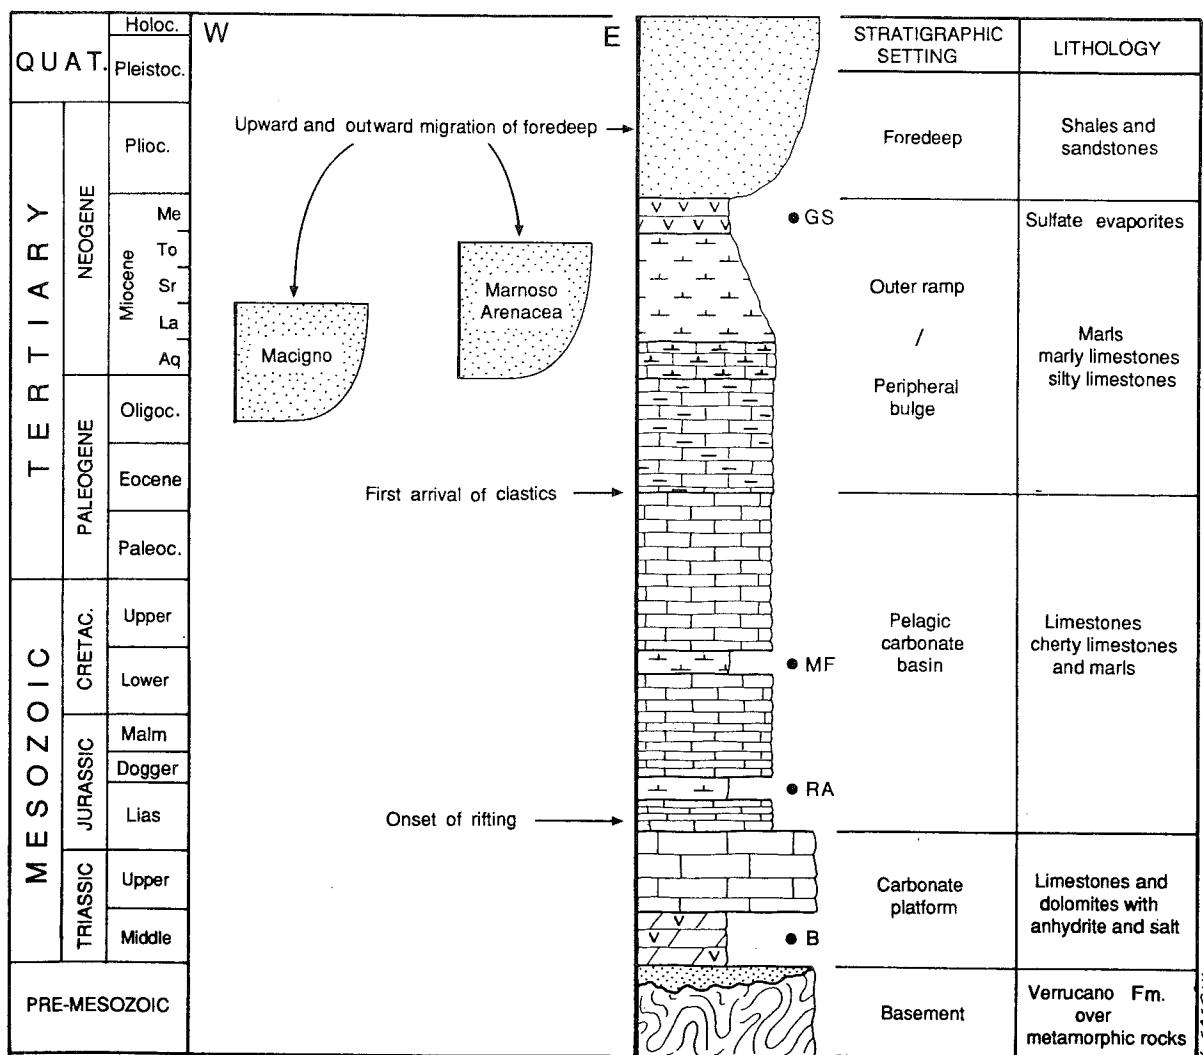 QUAT.
Holoc.
Pleistoc.
TERTIARY
NEOGENE
Plioc.
Miocene
Me
To
Sr
La
Aq
PALEOGENE
Oligoc.
Eocene
Paleoc.
MESOZOIC
CRETAC.
Upper
Lower
JURASSIC
Malm
Dogger
Lias
TRIASSIC
Upper
Middle
PRE-MESOZOIC
W
E
Upward and outward migration of foredeep
Macigno
Marnoso
Arenacea
First arrival of clastics
Onset of rifting
GS
MF
RA
B
STRATIGRAPHIC
SETTING
Foredeep
Outer ramp
/
Peripheral
bulge
Pelagic
carbonate
basin
Carbonate
platform
Basement
LITHOLOGY
Shales and
sandstones
Sulfate evaporites
Marls
marly limestones
silty limestones
Limestones
cherty limestones
and marls
Limestones and
dolomites with
anhydrite and salt
Verrucano Fm.
over
metamorphic rocks